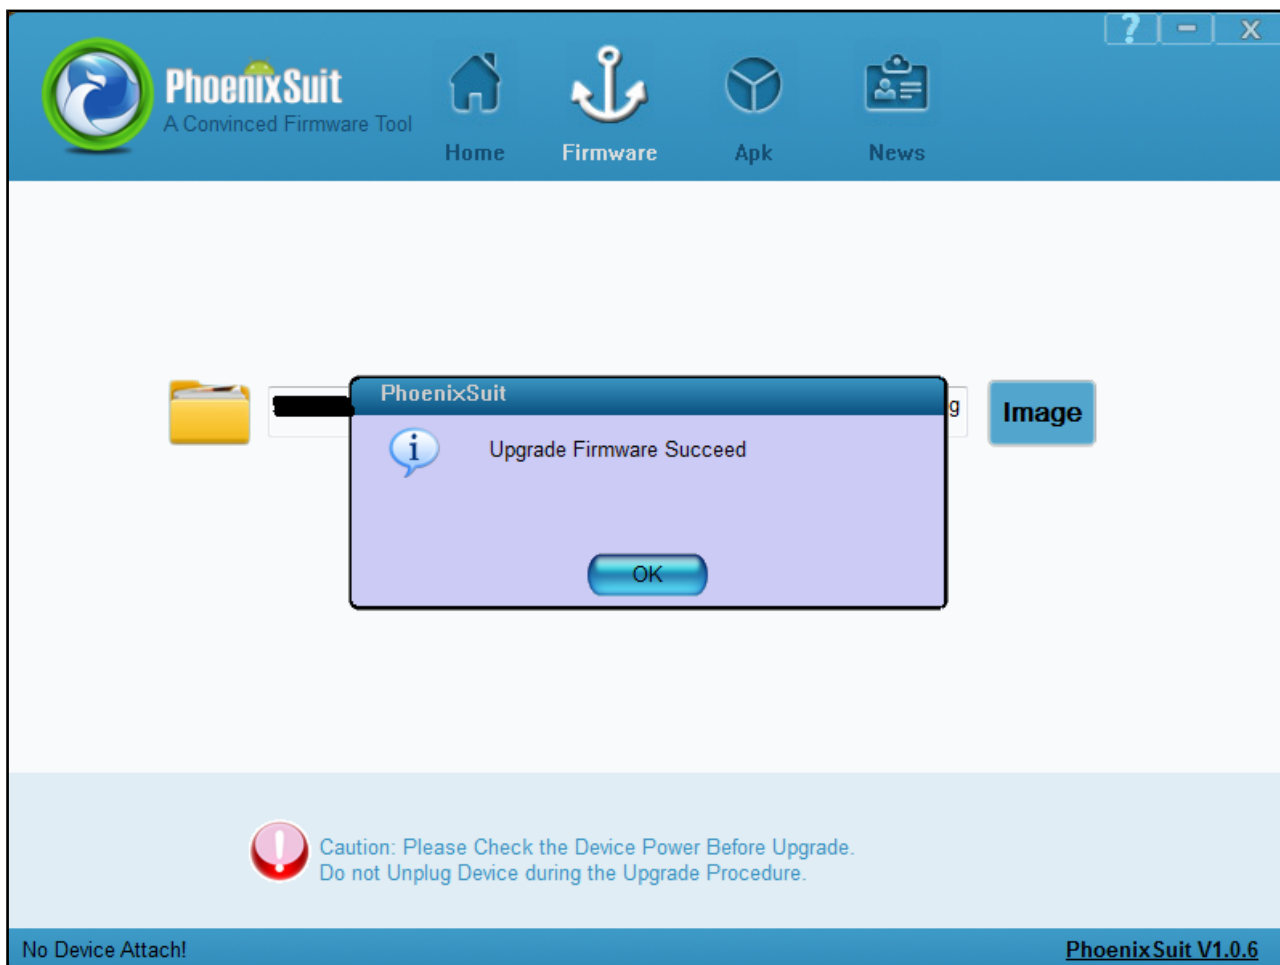 ? - X
PhoenixSuit
A Convinced Firmware Tool
Home Firmware Apk News
PhoenixSuit
g
Image
Upgrade Firmware Succeed
OK
Caution: Please Check the Device Power Before Upgrade.
Do not Unplug Device during the Upgrade Procedure.
No Device Attach!
PhoenixSuit V1.0.6